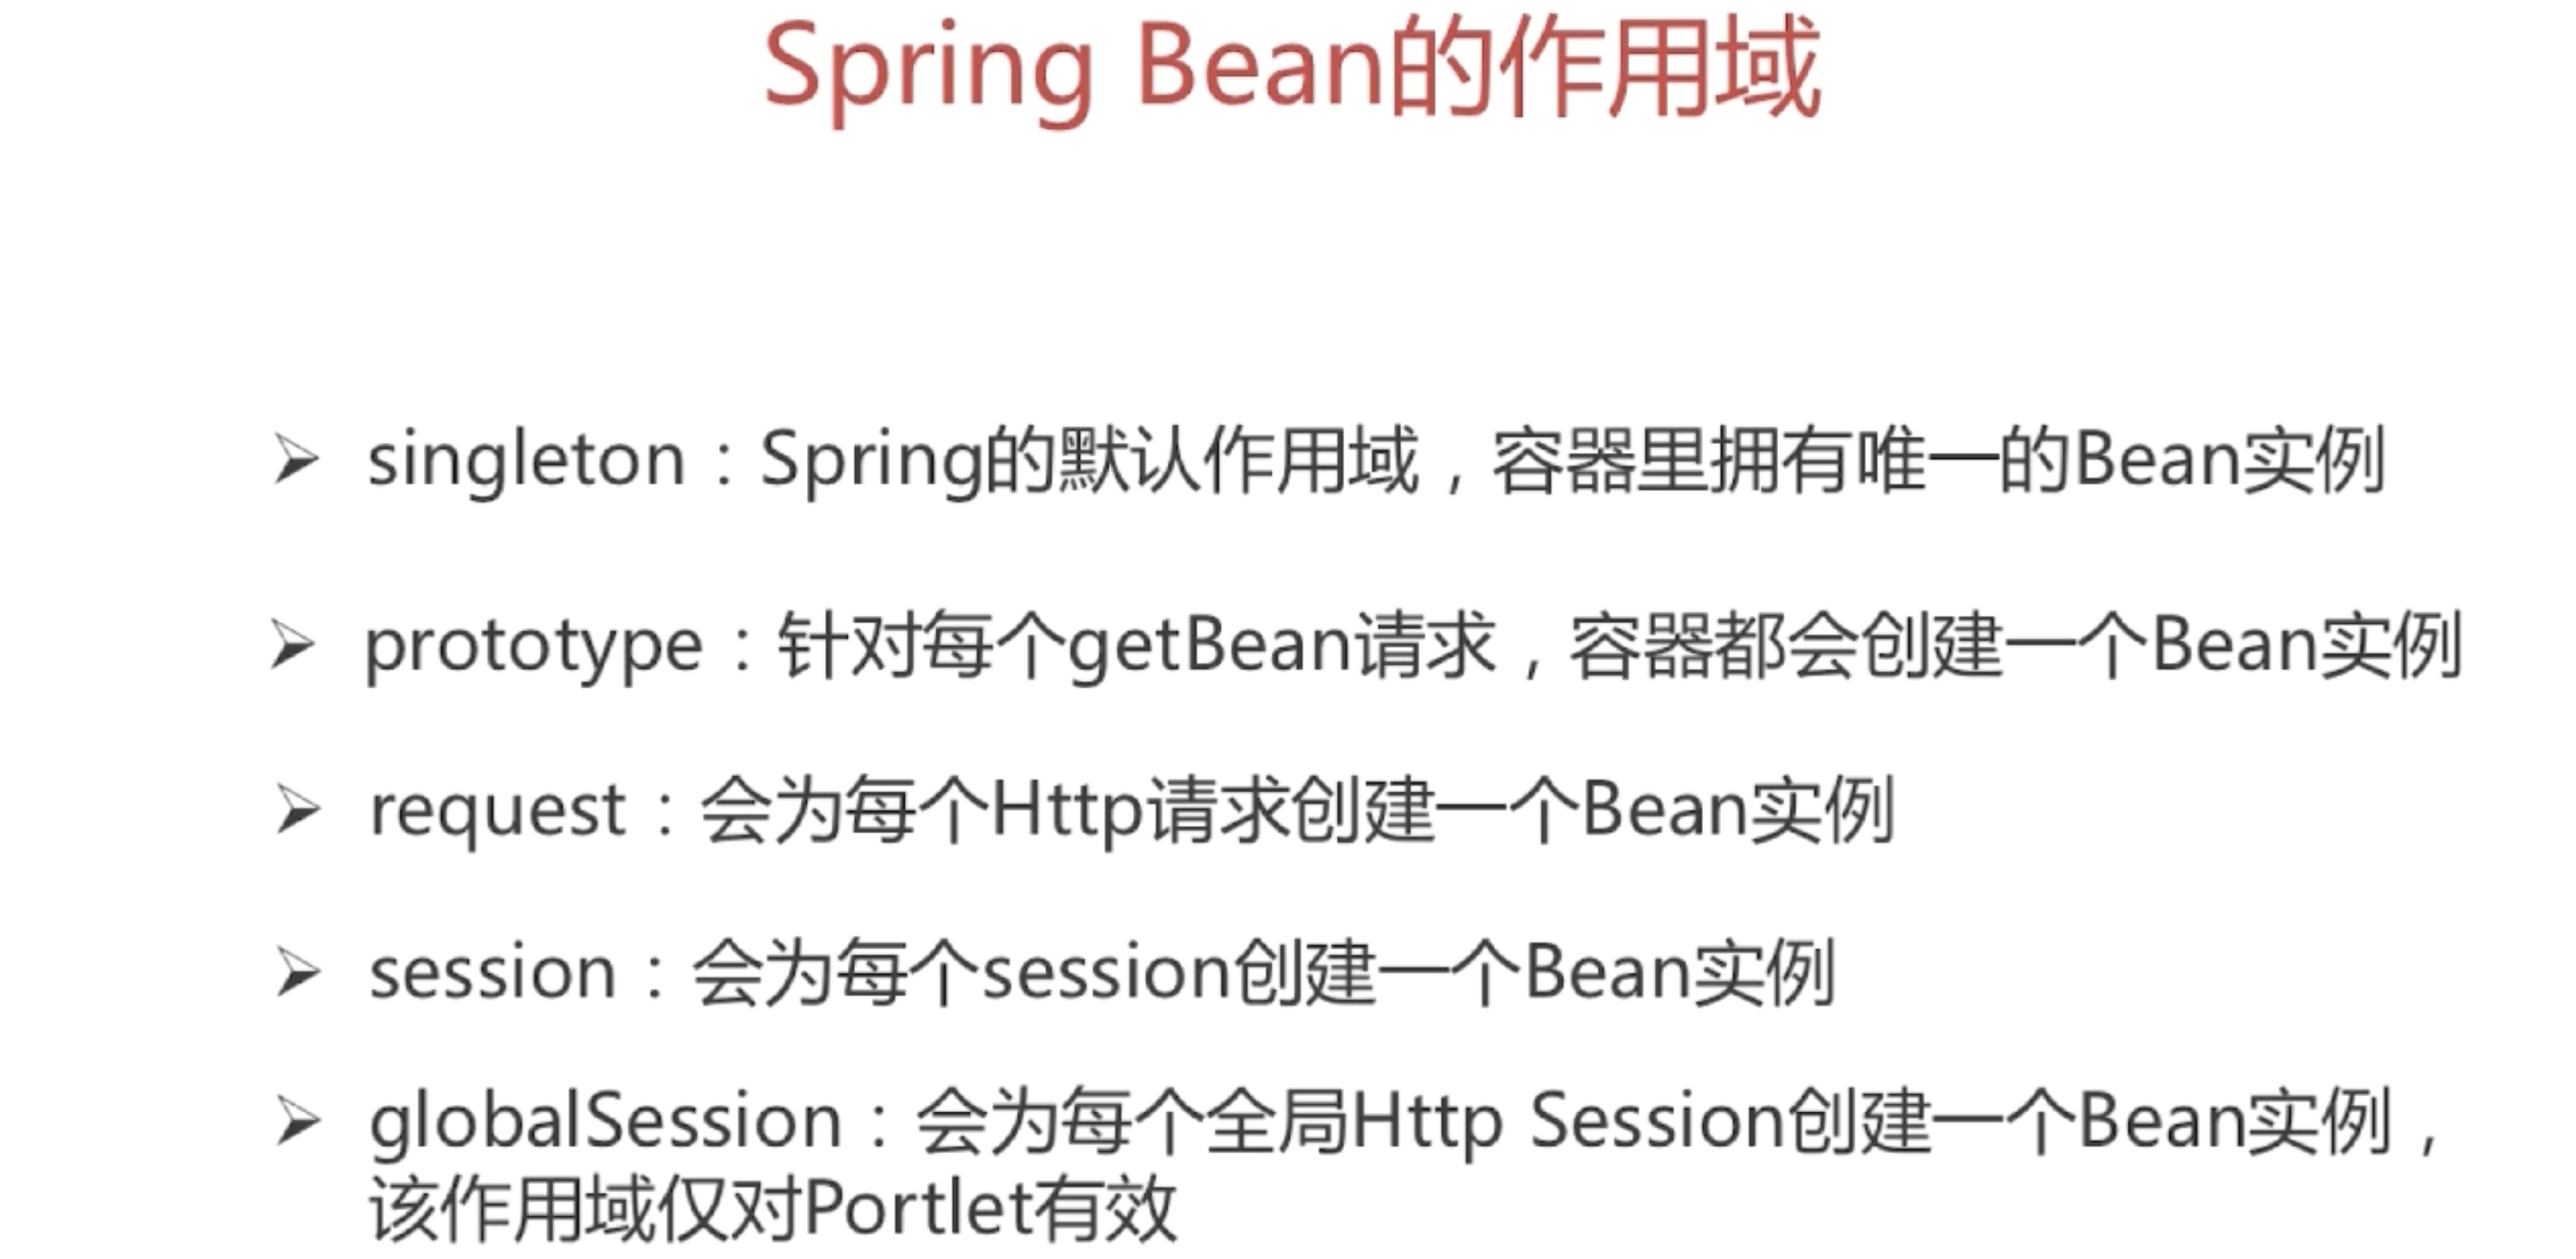 Spring Bean的作用域
singleton：Spring的默认作用域，容器里拥有唯一的Bean实例
prototype：针对每个getBean请求，容器都会创建一个Bean实例
request：会为每个Http请求创建一个Bean实例
session：会为每个session创建一个Bean实例
globalSession：会为每个全局Http Session创建一个Bean实例，
该作用域仅对Portlet有效